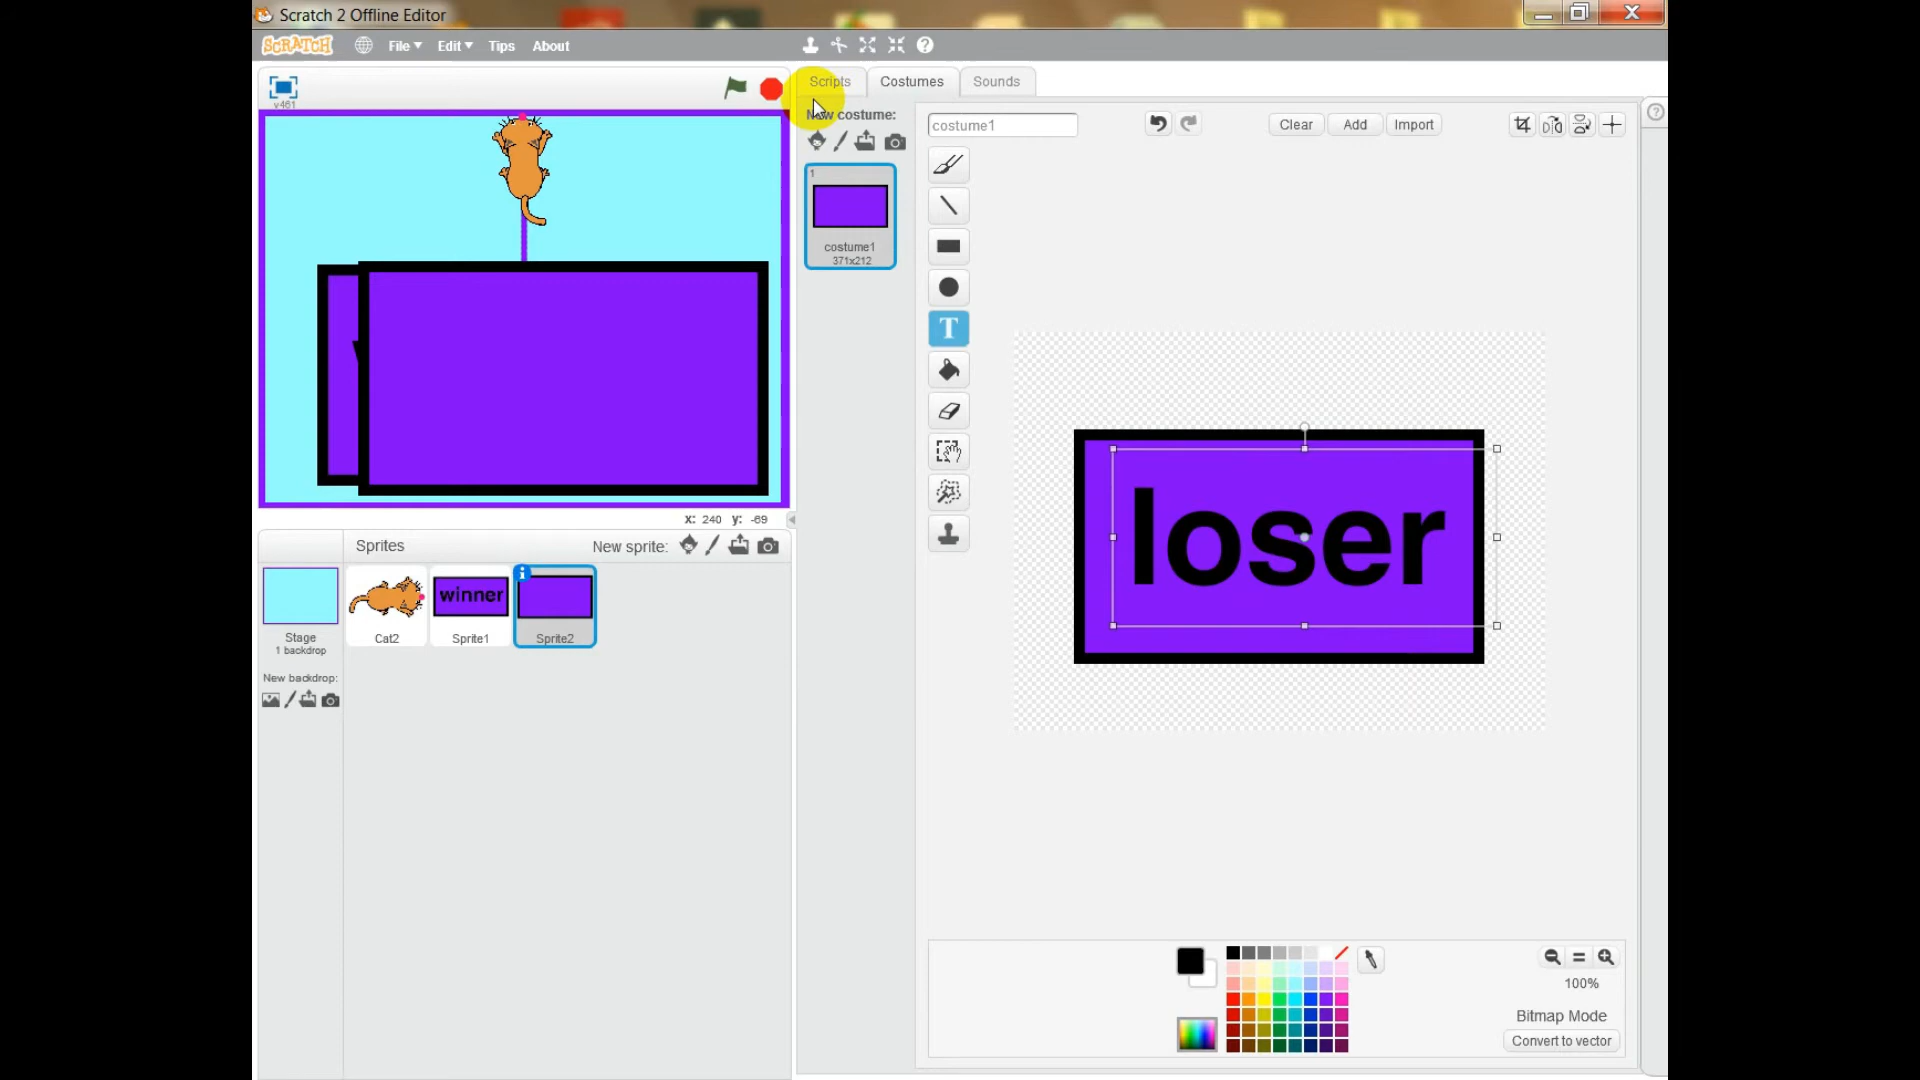 Scratch 2 Offline Editor
SCRATCH File Edit Tips About
v461
Scripts Costumes Sounds
New costume:
costume1
Clear Add Import
1
costume1
371x212
T
loser
x: 240 y: -69
Sprites New sprite:
winner
Stage
1 backdrop
Cat2 Sprite1 Sprite2
New backdrop:
100%
Bitmap Mode
Convert to vector